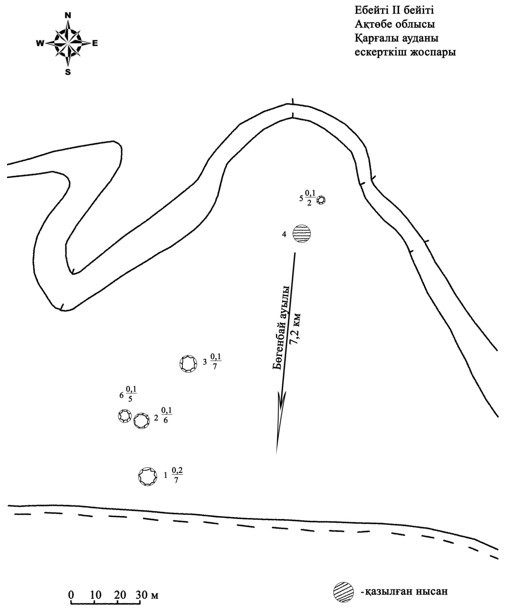 Ебейті II бейіті
Ақтөбе облысы
Қарғалы ауданы
ескерткіш жоспары
N
W E
S
5 0,1/2
4
Бөгенбай ауылы
7,2 км
3 0,1/7
6 0,1/5
2 0,1/6
1 0,2/7
0 10 20 30 м
-қазылған нысан